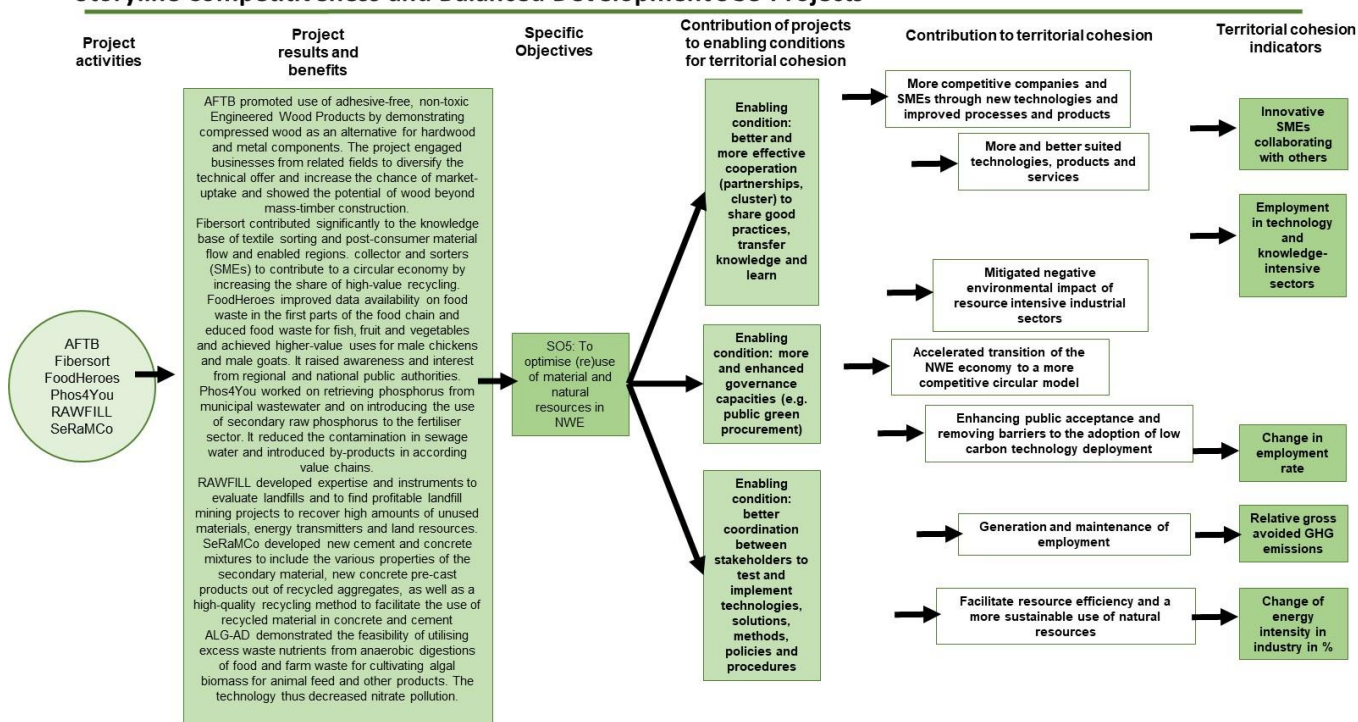 Storyline Competitiveness and Balanced Development SO5 Projects
Project
activities
Project
results and
benefits
Specific
Objectives
Contribution of projects
to enabling conditions
for territorial cohesion
Contribution to territorial cohesion
Territorial cohesion
indicators
AFTB
Fibersort
FoodHeroes
Phos4You
RAWFILL
SeRaMCo
AFTB promoted use of adhesive-free, non-toxic
Engineered Wood Products by demonstrating
compressed wood as an alternative for hardwood
and metal components. The project engaged
businesses from related fields to diversify the
technical offer and increase the chance of market-
uptake and showed the potential of wood beyond
mass-timber construction.
Fibersort contributed significantly to the knowledge
base of textile sorting and post-consumer material
flow and enabled regions. collector and sorters
(SMEs) to contribute to a circular economy by
increasing the share of high-value recycling.
FoodHeroes improved data availability on food
waste in the first parts of the food chain and
educed food waste for fish, fruit and vegetables
and achieved higher-value uses for male chickens
and male goats. It raised awareness and interest
from regional and national public authorities.
Phos4You worked on retrieving phosphorus from
municipal wastewater and on introducing the use
of secondary raw phosphorus to the fertiliser
sector. It reduced the contamination in sewage
water and introduced by-products in according
value chains.
RAWFILL developed expertise and instruments to
evaluate landfills and to find profitable landfill
mining projects to recover high amounts of unused
materials, energy transmitters and land resources.
SeRaMCo developed new cement and concrete
mixtures to include the various properties of the
secondary material, new concrete pre-cast
products out of recycled aggregates, as well as a
high-quality recycling method to facilitate the use of
recycled material in concrete and cement
ALG-AD demonstrated the feasibility of utilising
excess waste nutrients from anaerobic digestions
of food and farm waste for cultivating algal
biomass for animal feed and other products. The
technology thus decreased nitrate pollution.
SO5: To
optimise (re)use
of material and
natural
resources in
NWE
Enabling
condition:
better and
more effective
cooperation
(partnerships,
cluster) to
share good
practices,
transfer
knowledge and
learn
Enabling
condition: more
and enhanced
governance
capacities (e.g.
public green
procurement)
Enabling
condition:
better
coordination
between
stakeholders to
test and
implement
technologies,
solutions,
methods,
policies and
procedures
More competitive companies and
SMEs through new technologies and
improved processes and products
More and better suited
technologies, products and
services
Mitigated negative
environmental impact of
resource intensive industrial
sectors
Accelerated transition of the
NWE economy to a more
competitive circular model
Enhancing public acceptance and
removing barriers to the adoption of low
carbon technology deployment
Generation and maintenance of
employment
Facilitate resource efficiency and a
more sustainable use of natural
resources
Innovative
SMEs
collaborating
with others
Employment
in technology
and
knowledge-
intensive
sectors
Change in
employment
rate
Relative gross
avoided GHG
emissions
Change of
energy
intensity in
industry in %